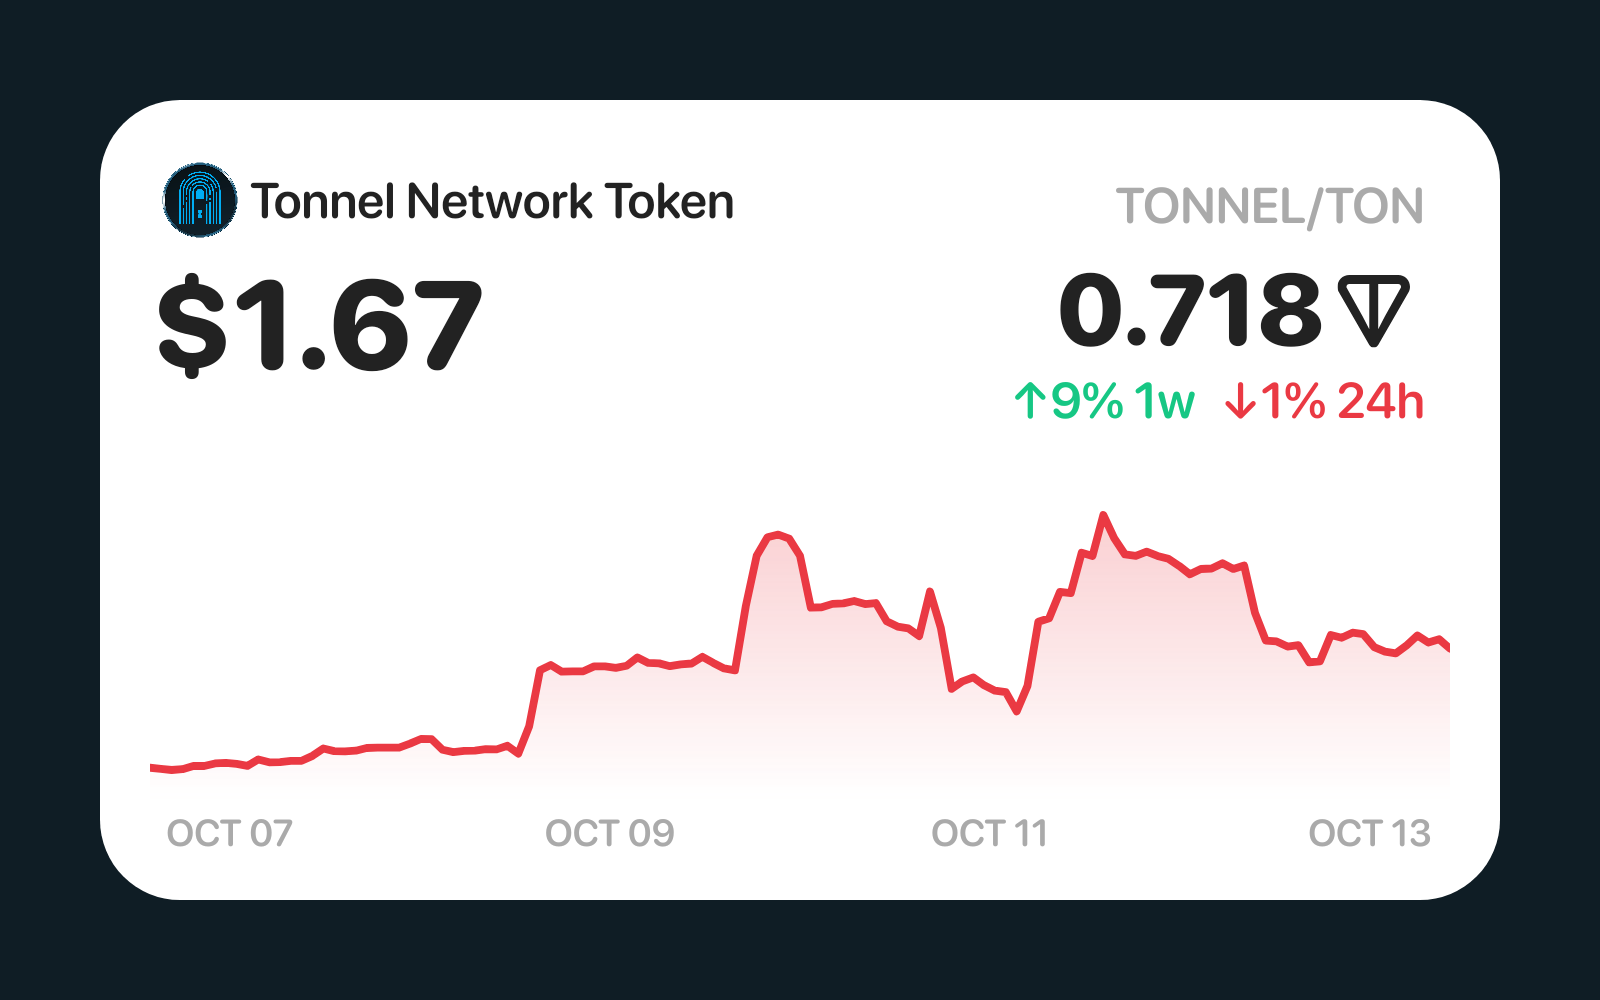 Tonnel Network Token
TONNEL/TON
$1.67
0.718
↑9% 1w ↓1% 24h
OCT 07 OCT 09 OCT 11 OCT 13